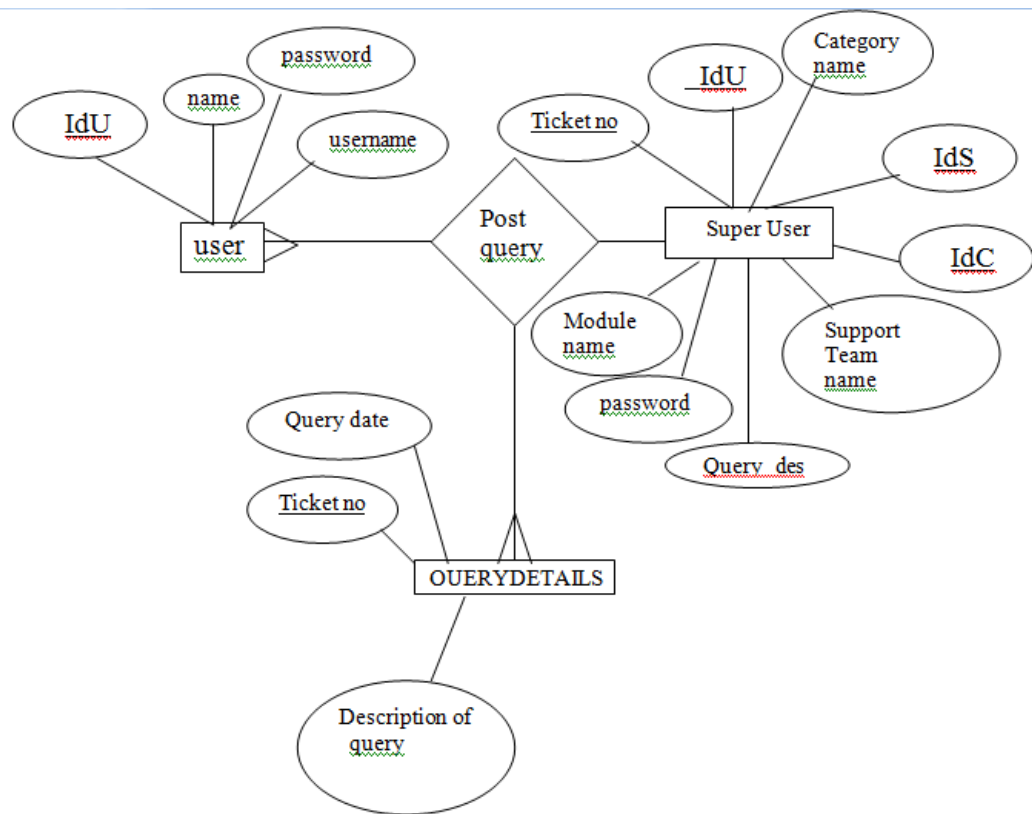 password
name
IdU
username
user
Post
query
Category
name
IdU
Ticket no
IdS
Super User
IdC
Module
name
Support
Team
name
password
Query des
Query date
Ticket no
OUERYDETAILS
Description of
query